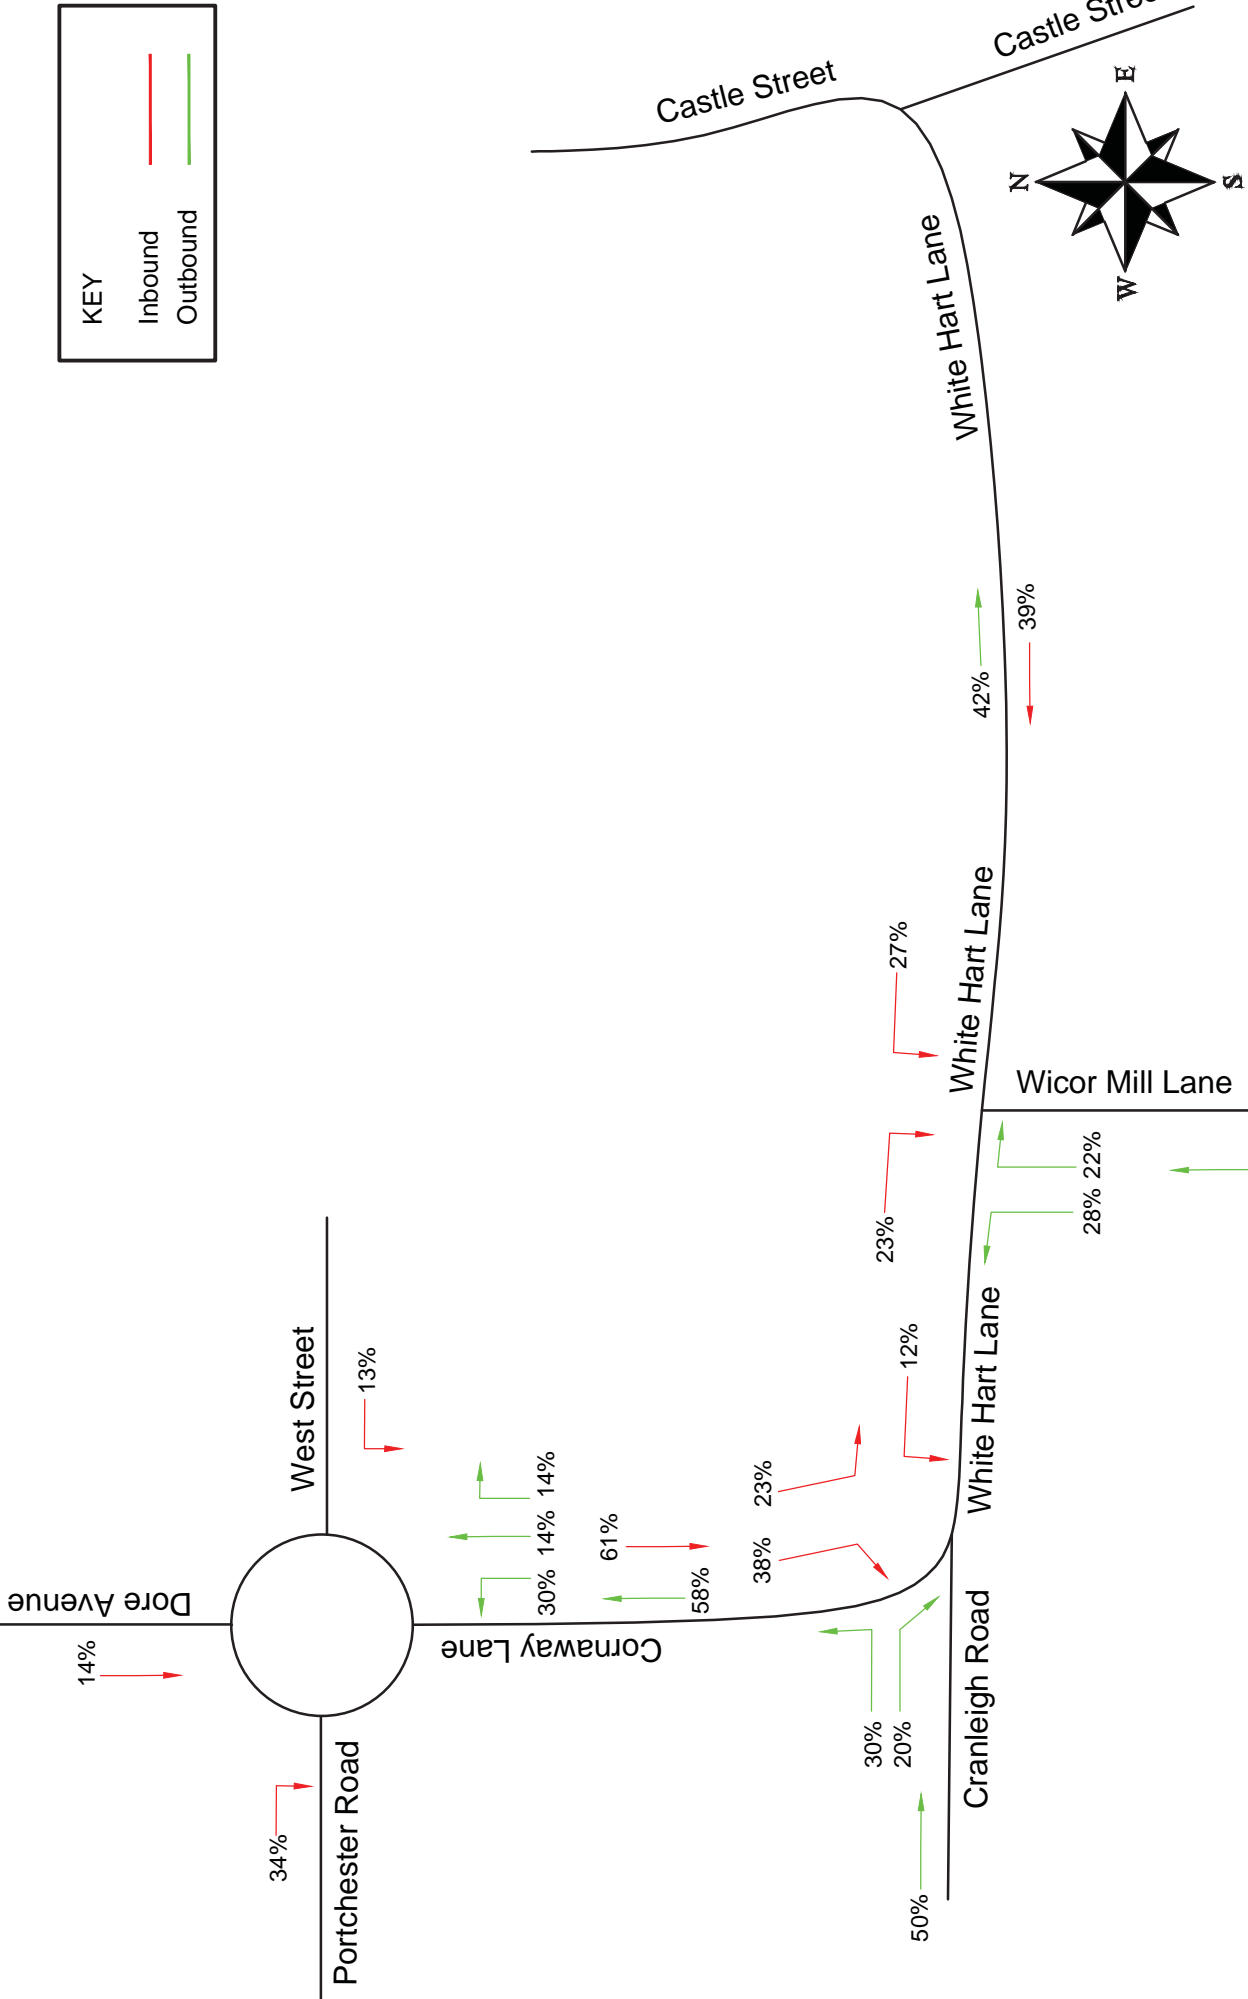 KEY
Inbound
Outbound
Castle Street
Castle
N
E
S
W
White Hart Lane
42%
39%
27%
White Hart Lane
Wicor Mill Lane
23%
22%
28%
12%
White Hart Lane
West Street
13%
Dore Avenue
14%
14%
14%
30%
61%
58%
23%
38%
Cornaway Lane
30%
20%
34%
Portchester Road
50%
Cranleigh Road